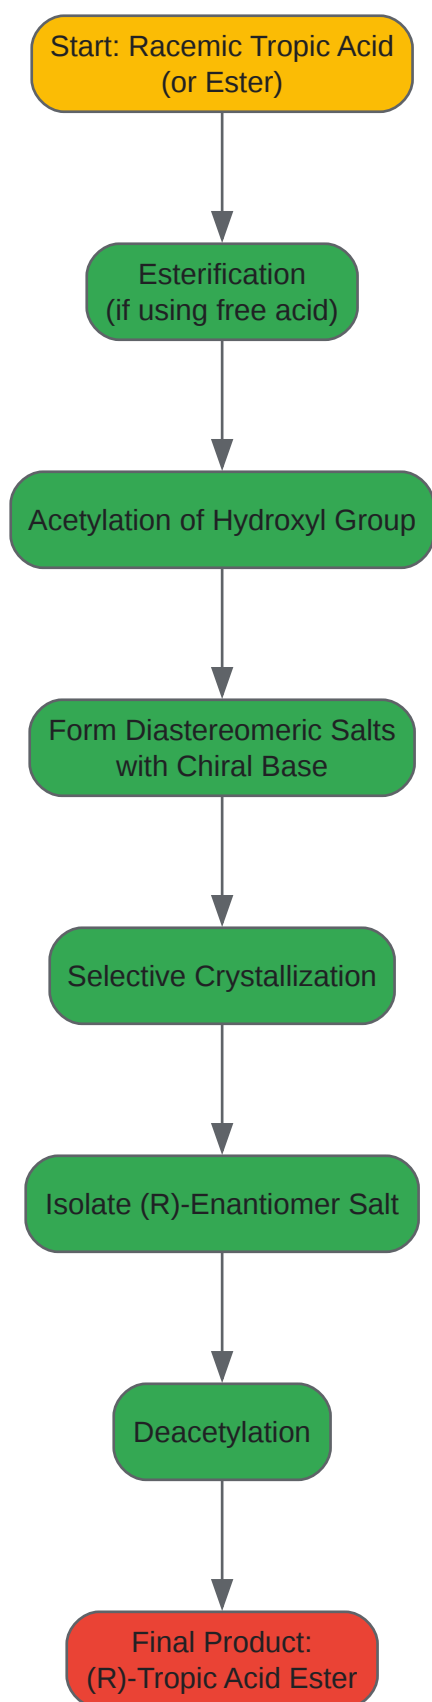 Start: Racemic Tropic Acid
(or Ester)
Esterification
(if using free acid)
Acetylation of Hydroxyl Group
Form Diastereomeric Salts
with Chiral Base
Selective Crystallization
Isolate (R)-Enantiomer Salt
Deacetylation
Final Product:
(R)-Tropic Acid Ester